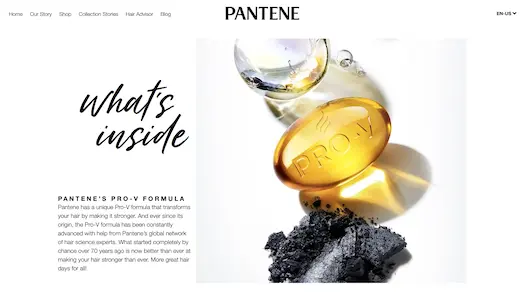 Home
Our Story
Shop
Collection Stories
Hair Advisor
Blog
PANTENE
EN-US
what's
inside
PRO-V
PANTENE'S PRO-V FORMULA
Pantene has a unique Pro-V formula that transforms
your hair by making it stronger. And ever since its
origin, the Pro-V formula has been constantly
advanced with help from Pantene's global network
of hair science experts. What started completely by
chance over 70 years ago is now better than ever at
making your hair stronger than ever. More great hair
days for all!